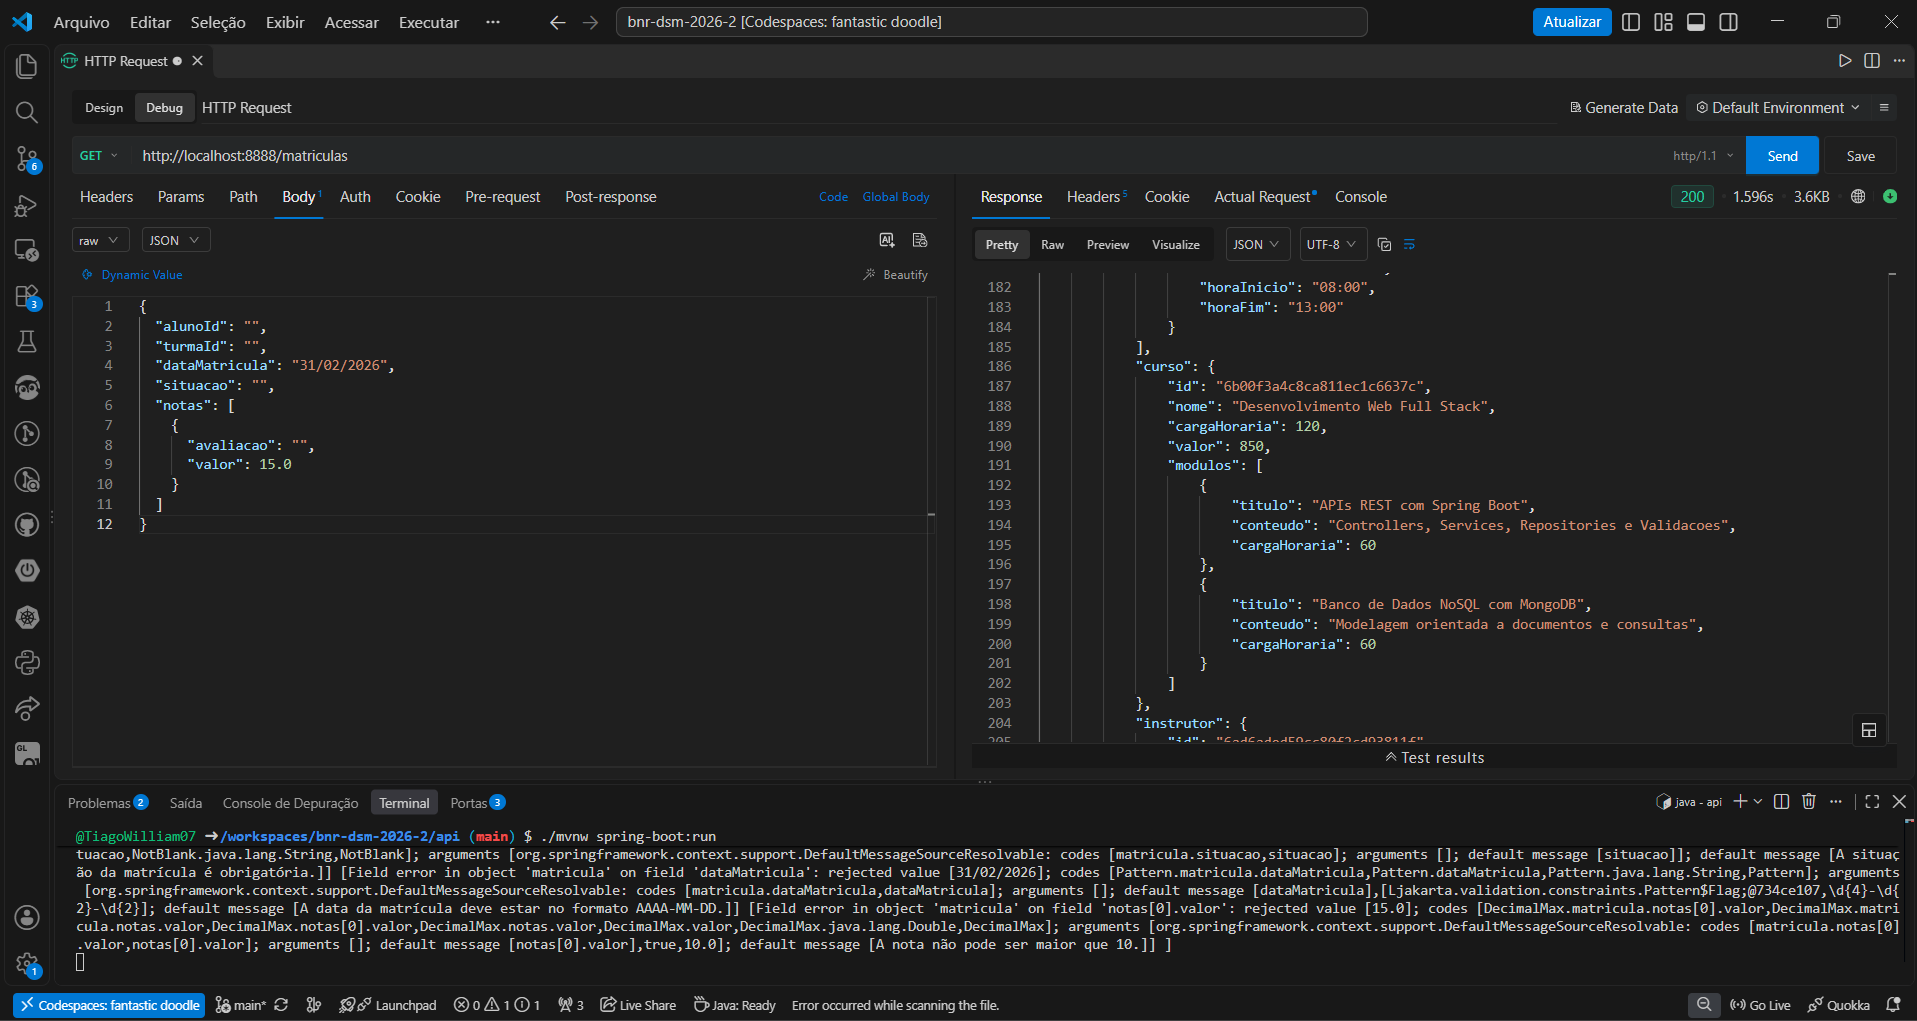 Arquivo Editar Seleção Exibir Acessar Executar ··· bnr-dsm-2026-2 [Codespaces: fantastic doodle] Atualizar
HTTP Request
Design Debug HTTP Request Generate Data Default Environment
GET http://localhost:8888/matriculas http/1.1 Send Save
Headers Params Path Body 1 Auth Cookie Pre-request Post-response Code Global Body
raw JSON
Dynamic Value Beautify
1 {
2 "alunoId": "",
3 "turmaId": "",
4 "dataMatricula": "31/02/2026",
5 "situacao": "",
6 "notas": [
7 {
8 "avaliacao": "",
9 "valor": 15.0
10 }
11 ]
12 }
Response Headers 5 Cookie Actual Request Console 200 1.596s 3.6KB
Pretty Raw Preview Visualize JSON UTF-8
182 "horaInicio": "08:00",
183 "horaFim": "13:00"
184 }
185 ],
186 "curso": {
187 "id": "6b00f3a4c8ca811ec1c6637c",
188 "nome": "Desenvolvimento Web Full Stack",
189 "cargaHoraria": 120,
190 "valor": 850,
191 "modulos": [
192 {
193 "titulo": "APIs REST com Spring Boot",
194 "conteudo": "Controllers, Services, Repositories e Validacoes",
195 "cargaHoraria": 60
196 },
197 {
198 "titulo": "Banco de Dados NoSQL com MongoDB",
199 "conteudo": "Modelagem orientada a documentos e consultas",
200 "cargaHoraria": 60
201 }
202 ]
203 },
204 "instrutor": {
205 "id":
Test results
Problemas 2 Saída Console de Depuração Terminal Portas 3 java - api
@TiagoWilliam07 ➜ /workspaces/bnr-dsm-2026-2/api (main) $ ./mvnw spring-boot:run
tuacao,NotBlank.java.lang.String,NotBlank]; arguments [org.springframework.context.support.DefaultMessageSourceResolvable: codes [matricula.situacao,situacao]; arguments []; default message [situacao]]; default message [A situaç
ão da matrícula é obrigatória.]] [Field error in object 'matricula' on field 'dataMatricula': rejected value [31/02/2026]; codes [Pattern.matricula.dataMatricula,Pattern.dataMatricula,Pattern.java.lang.String,Pattern]; arguments
[org.springframework.context.support.DefaultMessageSourceResolvable: codes [matricula.dataMatricula,dataMatricula]; arguments []; default message [dataMatricula],[Ljakarta.validation.constraints.Pattern$Flag;@734ce107,\d{4}-\d{
2}-\d{2}]; default message [A data da matrícula deve estar no formato AAAA-MM-DD.]] [Field error in object 'matricula' on field 'notas[0].valor': rejected value [15.0]; codes [DecimalMax.matricula.notas[0].valor,DecimalMax.matri
cula.notas.valor,DecimalMax.notas[0].valor,DecimalMax.notas.valor,DecimalMax.valor,DecimalMax.java.lang.Double,DecimalMax]; arguments [org.springframework.context.support.DefaultMessageSourceResolvable: codes [matricula.notas[0]
.valor,notas[0].valor]; arguments []; default message [notas[0].valor],true,10.0]; default message [A nota não pode ser maior que 10.]] ]
Codespaces: fantastic doodle main* Launchpad 0 1 1 3 Live Share Java: Ready Error occurred while scanning the file. Go Live Quokka